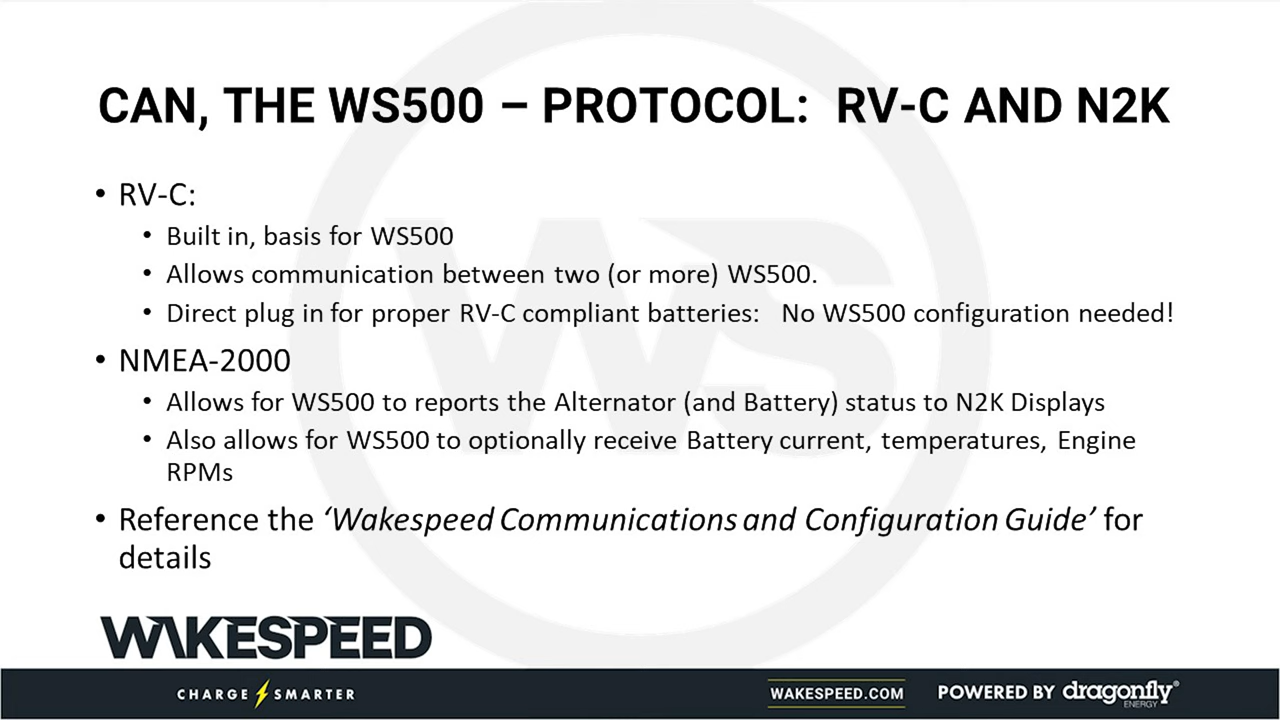 CAN, THE WS500 – PROTOCOL: RV-C AND N2K
• RV-C:
• Built in, basis for WS500
• Allows communication between two (or more) WS500.
• Direct plug in for proper RV-C compliant batteries: No WS500 configuration needed!
• NMEA-2000
• Allows for WS500 to reports the Alternator (and Battery) status to N2K Displays
• Also allows for WS500 to optionally receive Battery current, temperatures, Engine
RPMs
• Reference the ‘Wakespeed Communications and Configuration Guide’ for
details
WS
WAKESPEED
CHARGE SMARTER
WAKESPEED.COM
POWERED BY dragonfly®
ENERGY